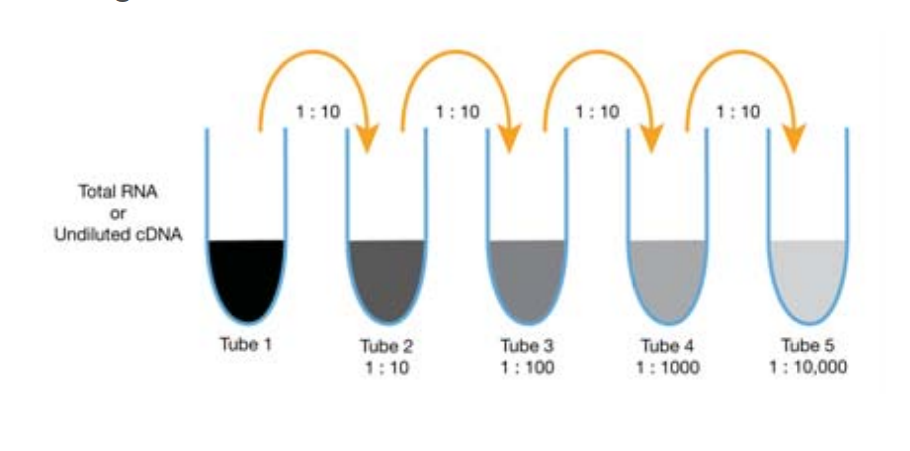 1 : 10
1 : 10
1 : 10
1 : 10
Total RNA
or
Undiluted cDNA
Tube 1
Tube 2
1 : 10
Tube 3
1 : 100
Tube 4
1 : 1000
Tube 5
1 : 10,000